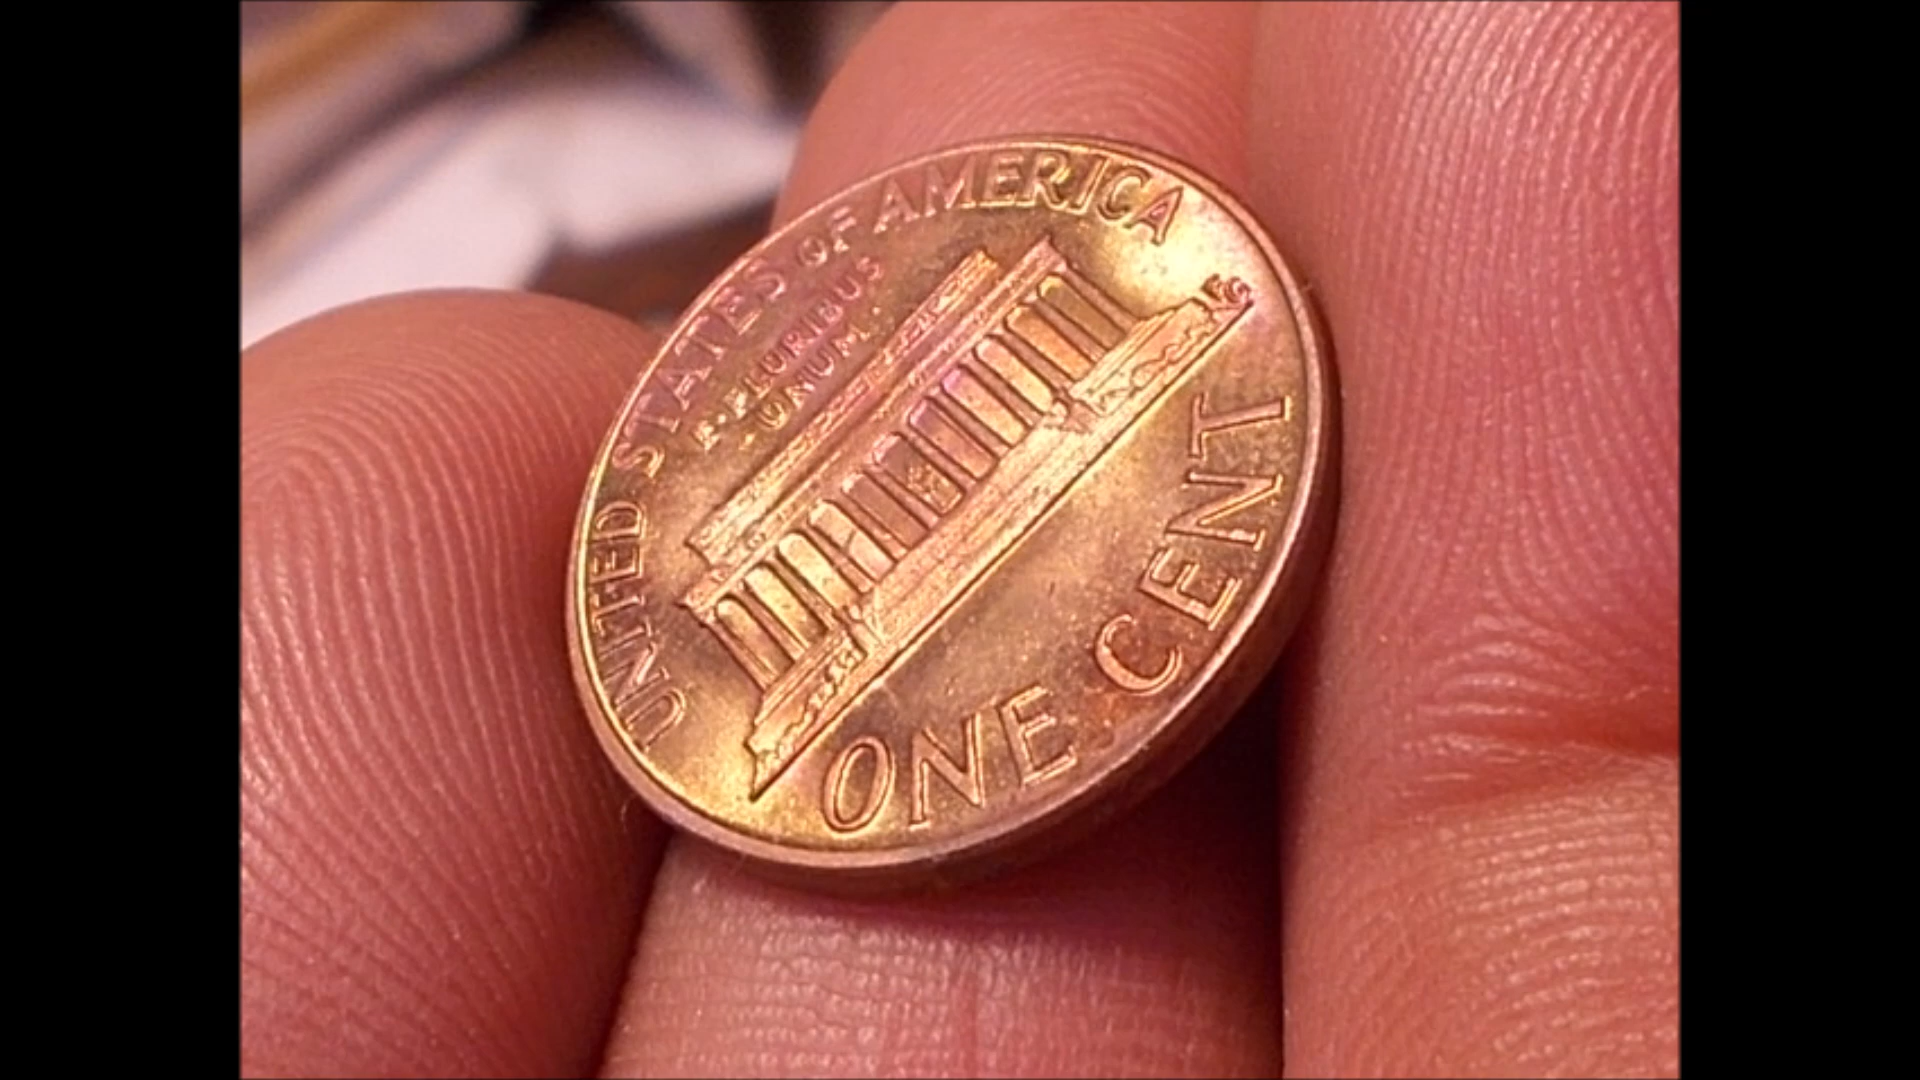 UNITED STATES OF AMERICA
E·PLURIBUS
UNUM·
ONE CENT